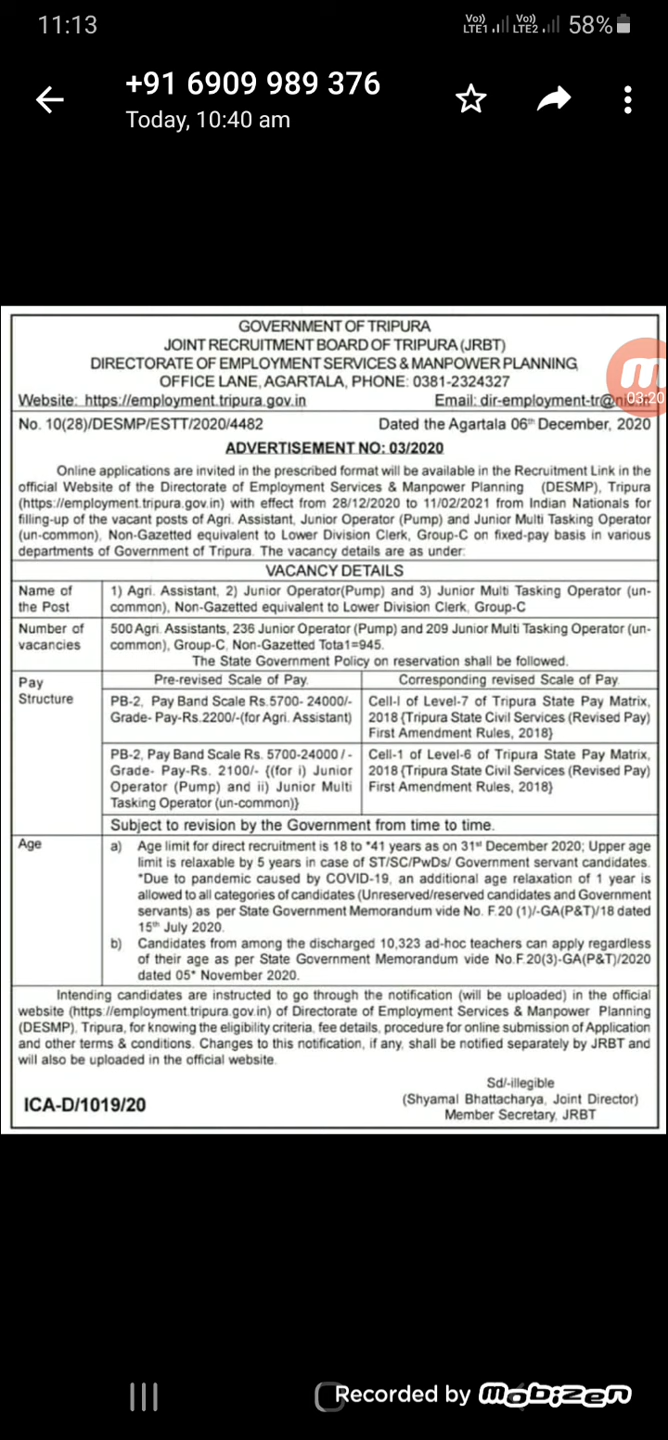 11:13
Vo)) LTE1 Vo)) LTE2 58%
+91 6909 989 376
Today, 10:40 am
GOVERNMENT OF TRIPURA
JOINT RECRUITMENT BOARD OF TRIPURA (JRBT)
DIRECTORATE OF EMPLOYMENT SERVICES & MANPOWER PLANNING,
OFFICE LANE, AGARTALA, PHONE: 0381-2324327
Website: https://employment.tripura.gov.in Email: dir-employment-tr@
03:20
No. 10(28)/DESMP/ESTT/2020/4482 Dated the Agartala 06th December, 2020
ADVERTISEMENT NO: 03/2020
Online applications are invited in the prescribed format will be available in the Recruitment Link in the
official Website of the Directorate of Employment Services & Manpower Planning (DESMP), Tripura
(https://employment.tripura.gov.in) with effect from 28/12/2020 to 11/02/2021 from Indian Nationals for
filling-up of the vacant posts of Agri. Assistant, Junior Operator (Pump) and Junior Multi Tasking Operator
(un-common), Non-Gazetted equivalent to Lower Division Clerk, Group-C on fixed-pay basis in various
departments of Government of Tripura. The vacancy details are as under:
VACANCY DETAILS
Name of the Post
1) Agri. Assistant, 2) Junior Operator(Pump) and 3) Junior Multi Tasking Operator (un-
common), Non-Gazetted equivalent to Lower Division Clerk, Group-C
Number of vacancies
500 Agri. Assistants, 236 Junior Operator (Pump) and 209 Junior Multi Tasking Operator (un-
common), Group-C, Non-Gazetted Tota1=945.
The State Government Policy on reservation shall be followed.
Pay Structure
Pre-revised Scale of Pay.
Corresponding revised Scale of Pay.
PB-2, Pay Band Scale Rs.5700- 24000/-
Grade- Pay-Rs.2200/-(for Agri. Assistant)
Cell-I of Level-7 of Tripura State Pay Matrix,
2018 {Tripura State Civil Services (Revised Pay)
First Amendment Rules, 2018}
PB-2, Pay Band Scale Rs. 5700-24000 / -
Grade- Pay-Rs. 2100/- {(for i) Junior
Operator (Pump) and ii) Junior Multi
Tasking Operator (un-common)}
Cell-1 of Level-6 of Tripura State Pay Matrix,
2018 {Tripura State Civil Services (Revised Pay)
First Amendment Rules, 2018}
Subject to revision by the Government from time to time.
Age
a) Age limit for direct recruitment is 18 to *41 years as on 31st December 2020; Upper age
limit is relaxable by 5 years in case of ST/SC/PwDs/ Government servant candidates.
*Due to pandemic caused by COVID-19, an additional age relaxation of 1 year is
allowed to all categories of candidates (Unreserved/reserved candidates and Government
servants) as per State Government Memorandum vide No. F.20 (1)/-GA(P&T)/18 dated
15th July 2020.
b) Candidates from among the discharged 10,323 ad-hoc teachers can apply regardless
of their age as per State Government Memorandum vide No.F.20(3)-GA(P&T)/2020
dated 05* November 2020.
Intending candidates are instructed to go through the notification (will be uploaded) in the official
website (https://employment.tripura.gov.in) of Directorate of Employment Services & Manpower Planning
(DESMP), Tripura, for knowing the eligibility criteria, fee details, procedure for online submission of Application
and other terms & conditions. Changes to this notification, if any, shall be notified separately by JRBT and
will also be uploaded in the official website.
Sd/-illegible
(Shyamal Bhattacharya, Joint Director)
Member Secretary, JRBT
ICA-D/1019/20
Recorded by mobizen